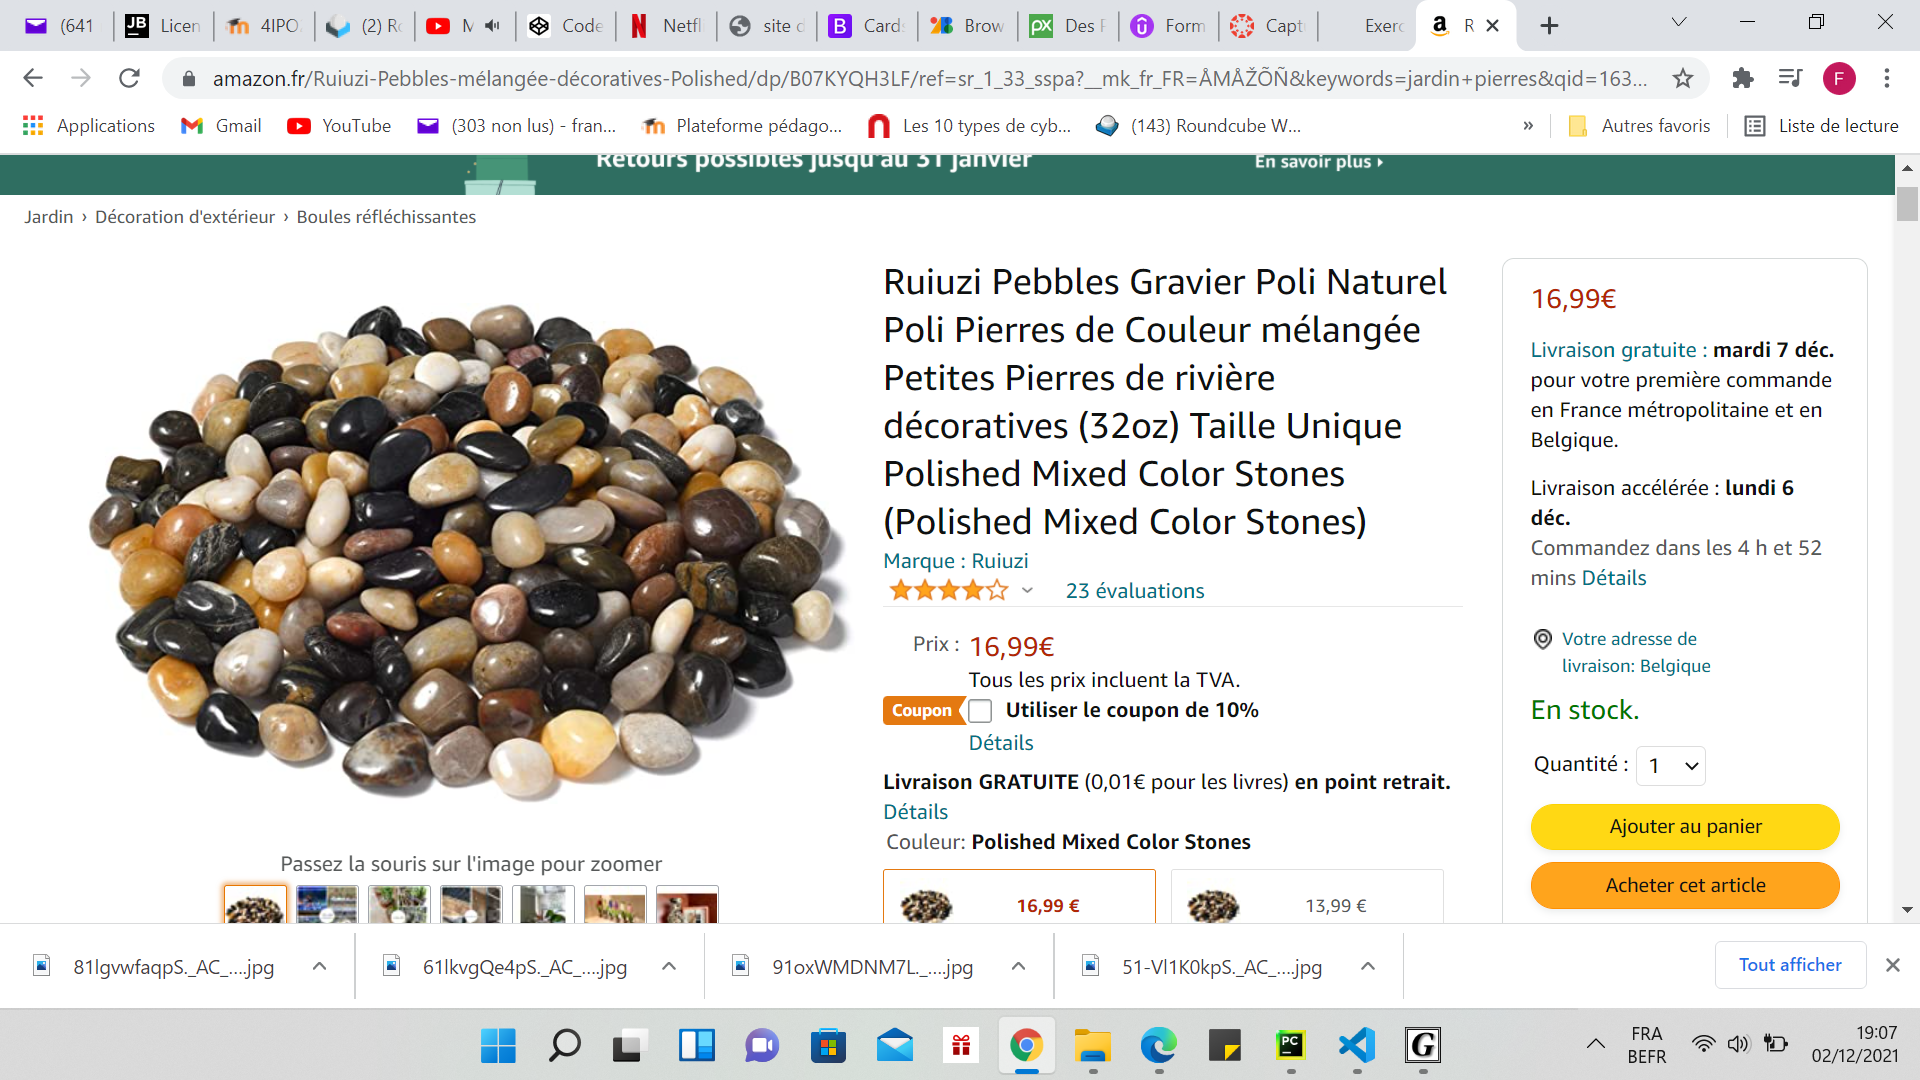 (641
Licen
4IPO
(2) Ro
M
Code
Netfl
site d
Cards
Brow
Des P
Form
Capt
Exerc
R
amazon.fr/Ruiuzi-Pebbles-mélangée-décoratives-Polished/dp/B07KYQH3LF/ref=sr_1_33_sspa?__mk_fr_FR=ÅMÅŽÕÑ&keywords=jardin+pierres&qid=163...
F
Applications
Gmail
YouTube
(303 non lus) - fran...
Plateforme pédago...
Les 10 types de cyb...
(143) Roundcube W...
»
Autres favoris
Liste de lecture
Retours possibles jusqu'au 31 janvier
En savoir plus ›
Jardin › Décoration d'extérieur › Boules réfléchissantes
Ruiuzi Pebbles Gravier Poli Naturel
Poli Pierres de Couleur mélangée
Petites Pierres de rivière
décoratives (32oz) Taille Unique
Polished Mixed Color Stones
(Polished Mixed Color Stones)
Marque : Ruiuzi
23 évaluations
Prix : 16,99€
Tous les prix incluent la TVA.
Coupon Utiliser le coupon de 10%
Détails
Livraison GRATUITE (0,01€ pour les livres) en point retrait.
Détails
Couleur: Polished Mixed Color Stones
16,99 €
13,99 €
Passez la souris sur l'image pour zoomer
16,99€
Livraison gratuite : mardi 7 déc.
pour votre première commande
en France métropolitaine et en
Belgique.
Livraison accélérée : lundi 6
déc.
Commandez dans les 4 h et 52
mins Détails
Votre adresse de
livraison: Belgique
En stock.
Quantité : 1
Ajouter au panier
Acheter cet article
81lgvwfaqpS._AC_....jpg
61lkvgQe4pS._AC_....jpg
91oxWMDNM7L._....jpg
51-Vl1K0kpS._AC_....jpg
Tout afficher
FRA
BEFR
19:07
02/12/2021